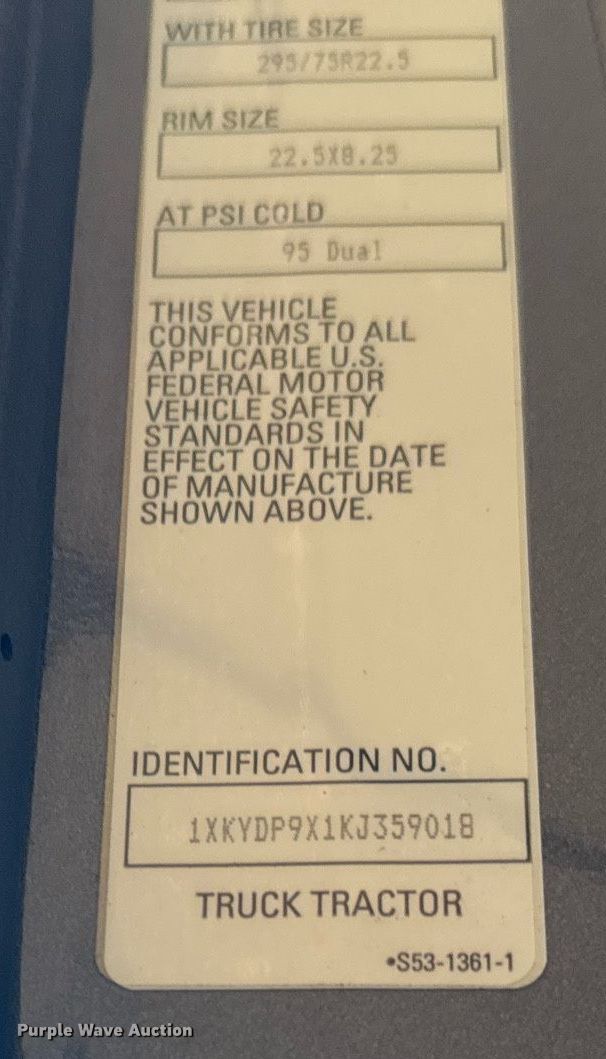 WITH TIRE SIZE
295/75R22.5
RIM SIZE
22.5X8.25
AT PSI COLD
95 Dual
THIS VEHICLE
CONFORMS TO ALL
APPLICABLE U.S.
FEDERAL MOTOR
VEHICLE SAFETY
STANDARDS IN
EFFECT ON THE DATE
OF MANUFACTURE
SHOWN ABOVE.
IDENTIFICATION NO.
1XKYDP9X1KJ359018
TRUCK TRACTOR
•S53-1361-1
Purple Wave Auction